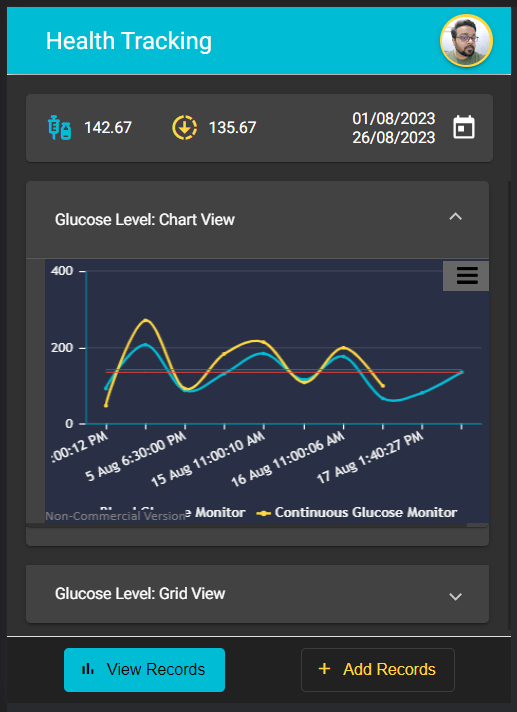 Health Tracking
142.67
135.67
01/08/2023
26/08/2023
Glucose Level: Chart View
400
200
0
:00:12 PM
5 Aug 6:30:00 PM
15 Aug 11:00:10 AM
16 Aug 11:00:06 AM
17 Aug 1:40:27 PM
Monitor
Continuous Glucose Monitor
Non-Commercial Version
Glucose Level: Grid View
View Records
Add Records